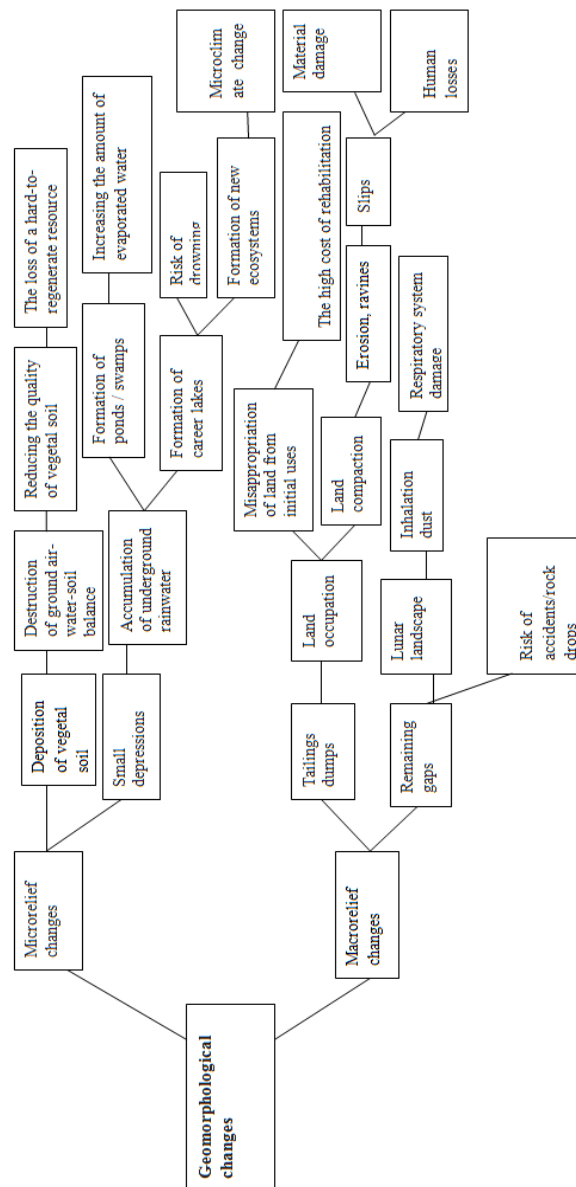 Geomorphological
changes
Microrelief
changes
Macrorelief
changes
Deposition
of vegetal
soil
Small
depressions
Tailings
dumps
Remaining
gaps
Destruction
of ground air-
water-soil
balance
Accumulation
of underground
rainwater
Land
occupation
Lunar
landscape
Risk of
accidents/rock
drops
Reducing the quality
of vegetal soil
Formation of
ponds / swamps
Formation of
career lakes
Misappropriation
of land from
initial uses
Land
compaction
Inhalation
dust
The loss of a hard-to-
regenerate resource
Increasing the amount of
evaporated water
Risk of
drowning
Formation of new
ecosystems
The high cost of rehabilitation
Erosion, ravines
Respiratory system
damage
Microclim
ate change
Slips
Material
damage
Human
losses